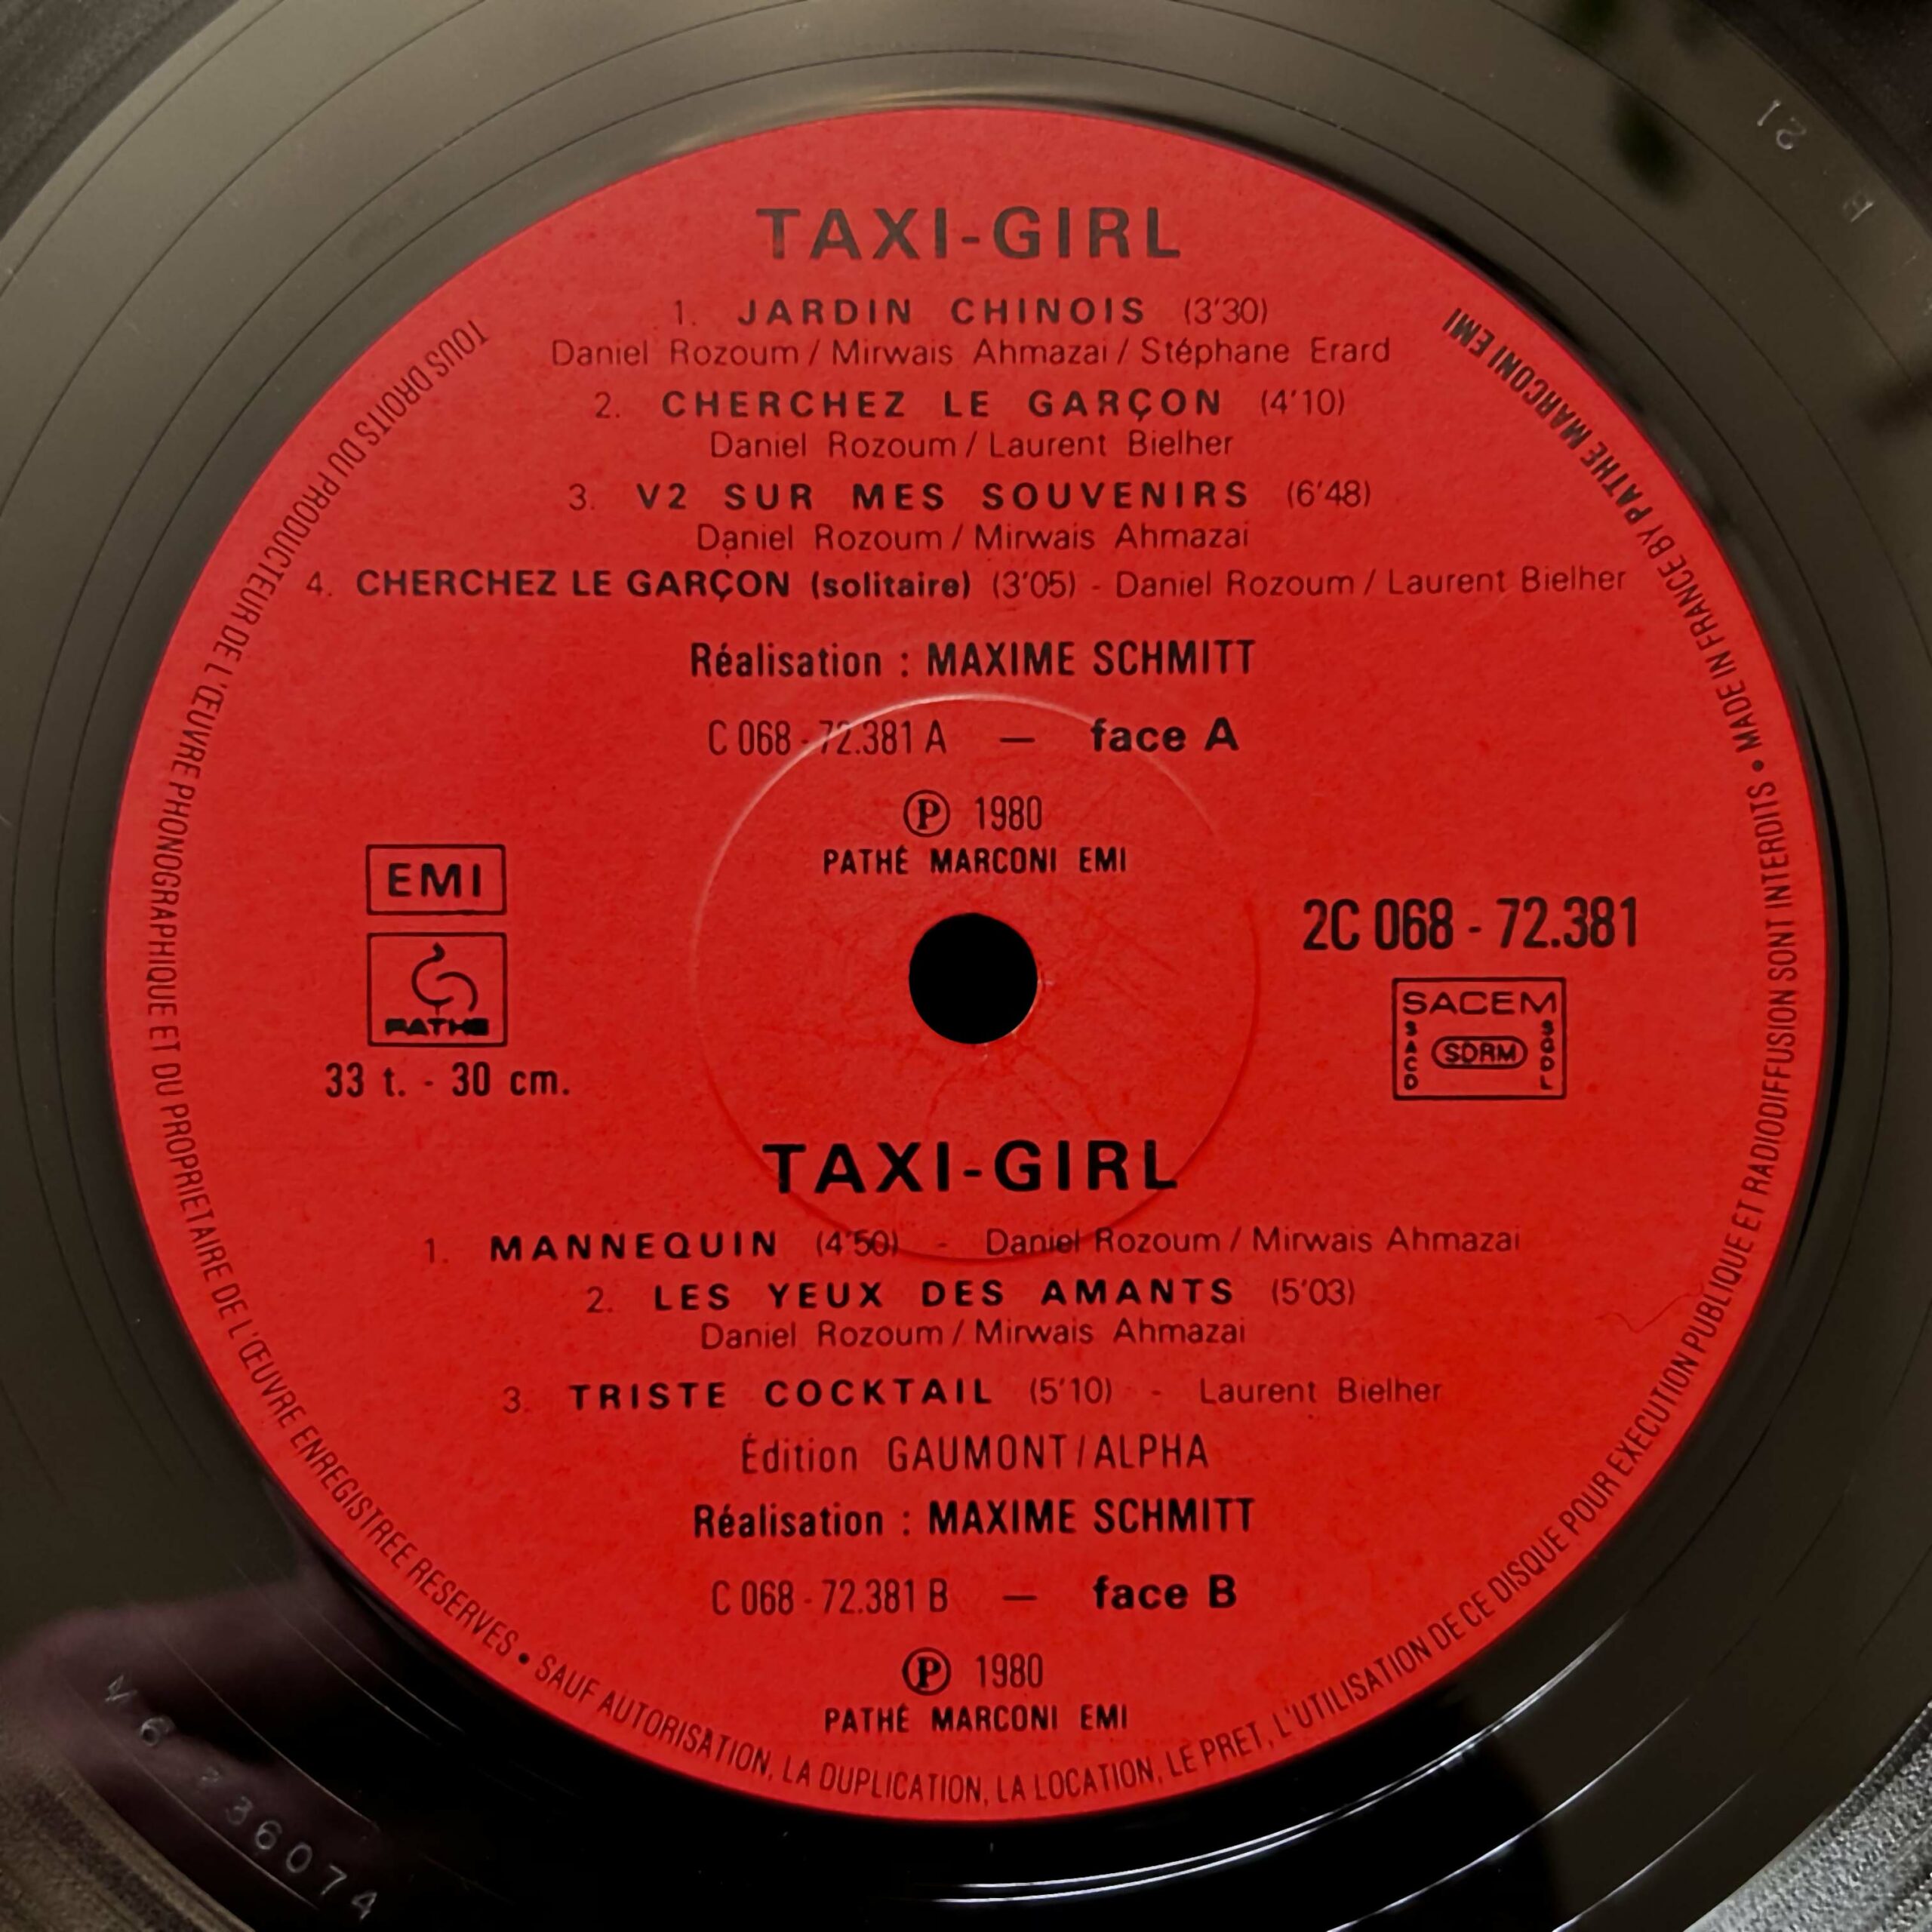 TAXI-GIRL
1. JARDIN CHINOIS (3'30)
Daniel Rozoum / Mirwais Ahmazai / Stéphane Erard
2. CHERCHEZ LE GARÇON (4'10)
Daniel Rozoum / Laurent Bielher
3. V2 SUR MES SOUVENIRS (6'48)
Daniel Rozoum / Mirwais Ahmazai
4. CHERCHEZ LE GARÇON (solitaire) (3'05) - Daniel Rozoum / Laurent Bielher
Réalisation : MAXIME SCHMITT
C 068 - 72.381 A — face A
℗ 1980
PATHÉ MARCONI EMI
EMI
PATHE
33 t. - 30 cm.
2C 068 - 72.381
SACEM
SACD
SDRM
SGDL
TAXI-GIRL
1. MANNEQUIN (4'50) - Daniel Rozoum / Mirwais Ahmazai
2. LES YEUX DES AMANTS (5'03)
Daniel Rozoum / Mirwais Ahmazai
3. TRISTE COCKTAIL (5'10) - Laurent Bielher
Édition GAUMONT / ALPHA
Réalisation : MAXIME SCHMITT
C 068 - 72.381 B — face B
℗ 1980
PATHÉ MARCONI EMI
TOUS DROITS DU PRODUCTEUR DE L'ŒUVRE PHONOGRAPHIQUE ET DU PROPRIETAIRE DE L'ŒUVRE ENREGISTREE RESERVES • SAUF AUTORISATION, LA DUPLICATION, LA LOCATION, LE PRET, L'UTILISATION DE CE DISQUE POUR EXECUTION PUBLIQUE ET RADIODIFFUSION SONT INTERDITS • MADE IN FRANCE BY PATHE MARCONI EMI
B 21